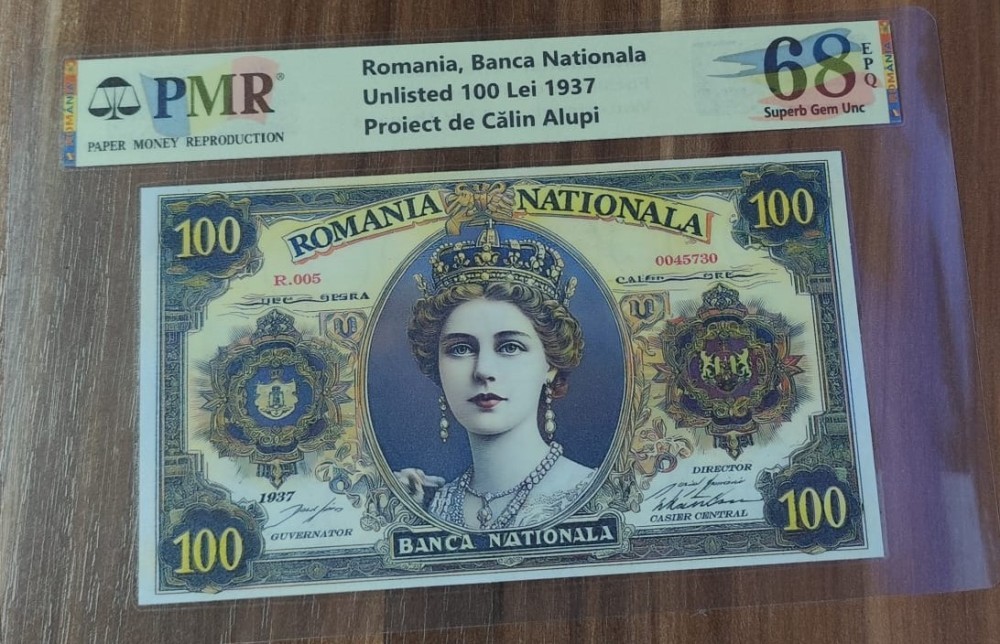 PMR®
PAPER MONEY REPRODUCTION
Romania, Banca Nationala
Unlisted 100 Lei 1937
Proiect de Călin Alupi
68
EPQ
Superb Gem Unc
100
ROMANIA NATIONALA
100
R.005
0045730
1937
GUVERNATOR
DIRECTOR
CASIER CENTRAL
100
BANCA NATIONALA
100